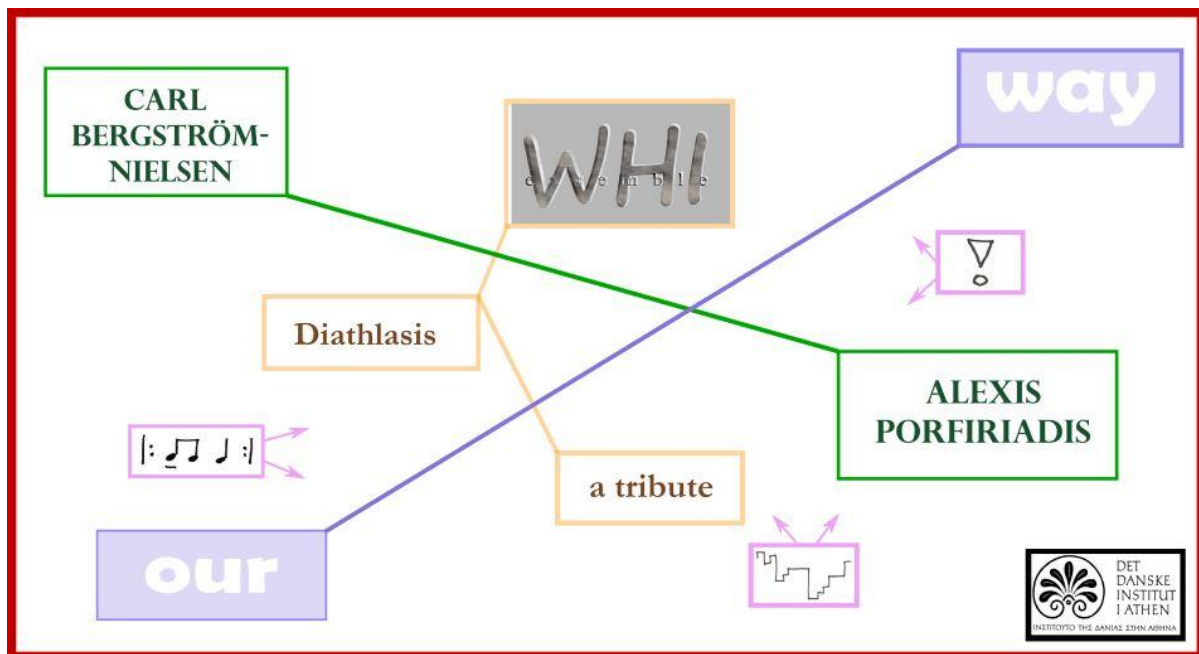 CARL
BERGSTRÖM-
NIELSEN
way
WHI
ensemble
!
Diathlasis
ALEXIS
PORFIRIADIS
a tribute
our
DET
DANSKE
INSTITUT
I ATHEN
ΙΝΣΤΙΤΟΥΤΟ ΤΗΣ ΔΑΝΙΑΣ ΣΤΗΝ ΑΘΗΝΑ